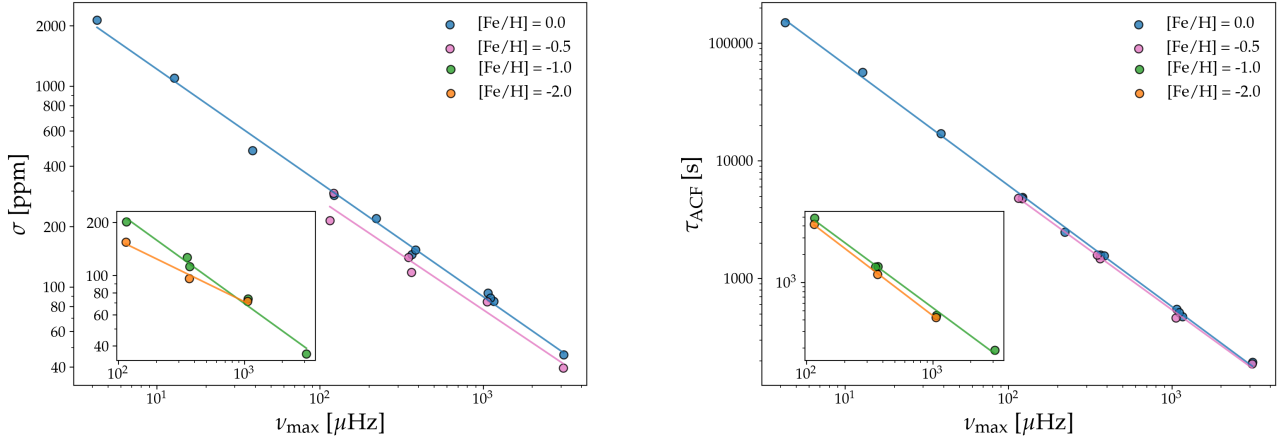 2000
1000
800
600
400
200
100
80
60
40
σ [ppm]
[Fe/H] = 0.0
[Fe/H] = -0.5
[Fe/H] = -1.0
[Fe/H] = -2.0
200
100
80
60
40
10² 10³
10¹ 10² 10³
ν_max [μHz]
100000
10000
1000
τ_ACF [s]
[Fe/H] = 0.0
[Fe/H] = -0.5
[Fe/H] = -1.0
[Fe/H] = -2.0
10³
10² 10³
10¹ 10² 10³
ν_max [μHz]